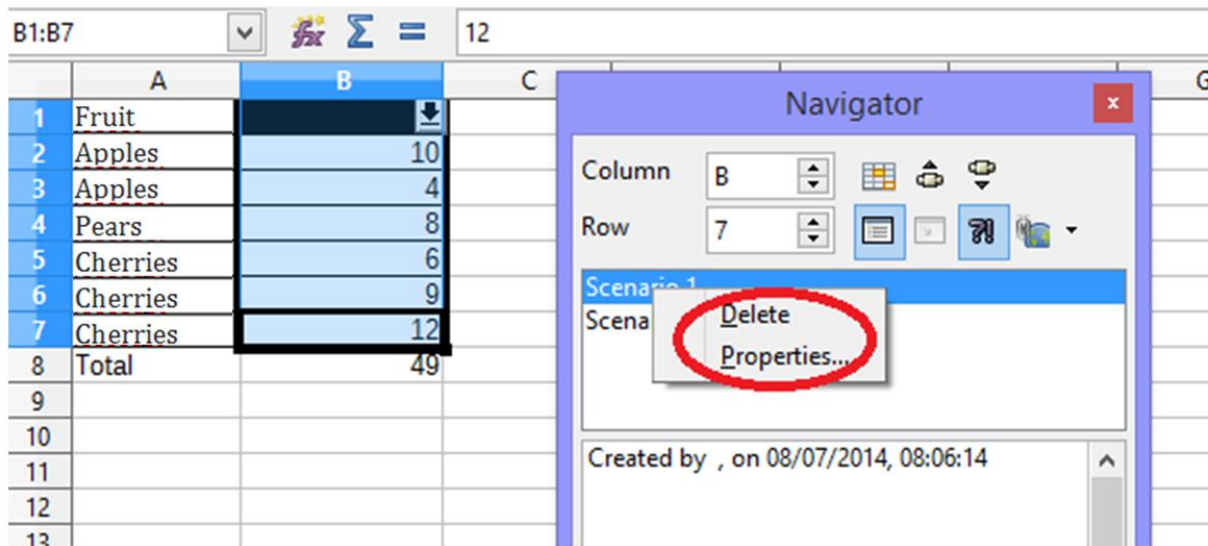 B1:B7 fx Σ = 12
A B C G
1 Fruit
2 Apples 10
3 Apples 4
4 Pears 8
5 Cherries 6
6 Cherries 9
7 Cherries 12
8 Total 49
9
10
11
12
13
Navigator x
Column B
Row 7
Scenario 1
Delete
Properties...
Created by , on 08/07/2014, 08:06:14